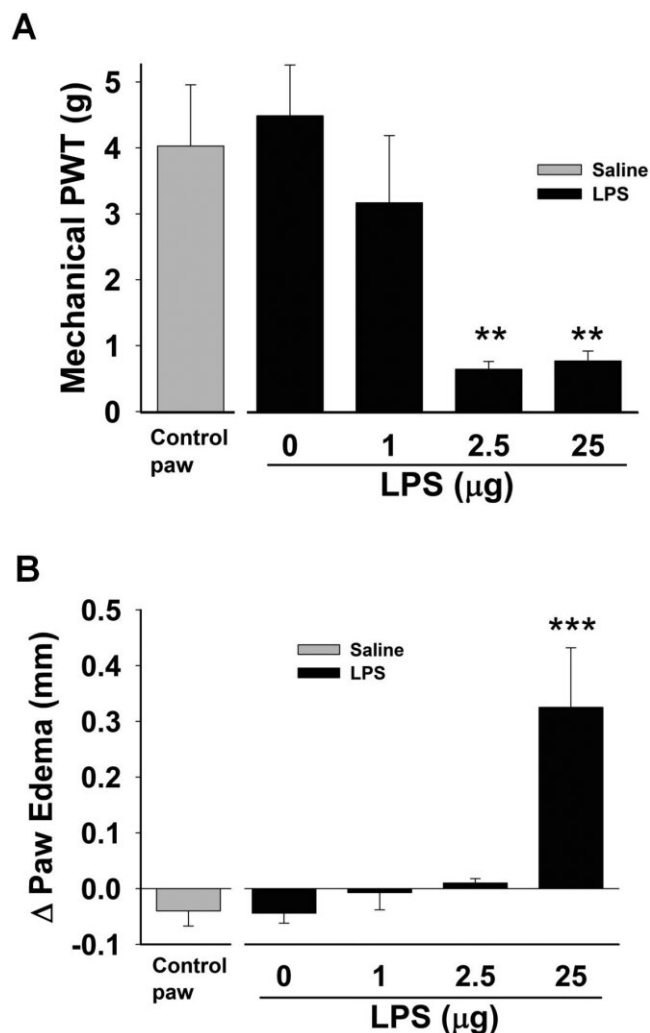 A
Mechanical PWT (g)
5
4
3
2
1
0
Saline
LPS
** **
Control
paw
0 1 2.5 25
LPS (μg)
B
Δ Paw Edema (mm)
0.5
0.4
0.3
0.2
0.1
0.0
-0.1
Saline
LPS
***
Control
paw
0 1 2.5 25
LPS (μg)